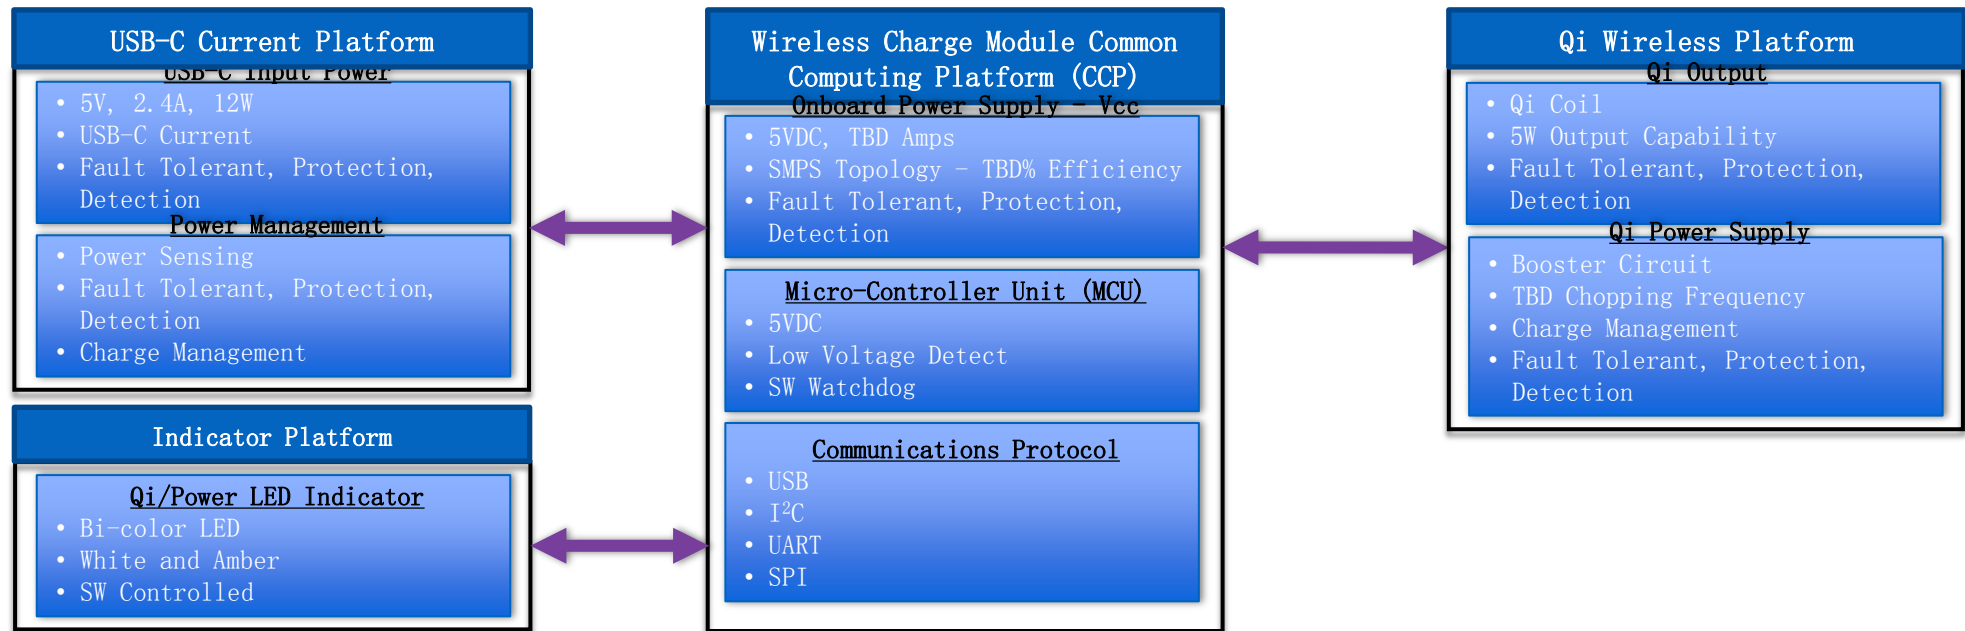 USB-C Current Platform
USB-C Input Power
• 5V, 2.4A, 12W
• USB-C Current
• Fault Tolerant, Protection,
Detection
Power Management
• Power Sensing
• Fault Tolerant, Protection,
Detection
• Charge Management
Indicator Platform
Qi/Power LED Indicator
• Bi-color LED
• White and Amber
• SW Controlled
Wireless Charge Module Common
Computing Platform (CCP)
Onboard Power Supply - Vcc
• 5VDC, TBD Amps
• SMPS Topology - TBD% Efficiency
• Fault Tolerant, Protection,
Detection
Micro-Controller Unit (MCU)
• 5VDC
• Low Voltage Detect
• SW Watchdog
Communications Protocol
• USB
• I²C
• UART
• SPI
Qi Wireless Platform
Qi Output
• Qi Coil
• 5W Output Capability
• Fault Tolerant, Protection,
Detection
Qi Power Supply
• Booster Circuit
• TBD Chopping Frequency
• Charge Management
• Fault Tolerant, Protection,
Detection